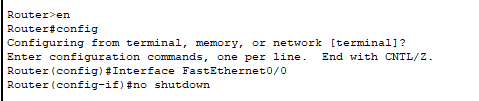 Router>en
Router#config
Configuring from terminal, memory, or network [terminal]?
Enter configuration commands, one per line.  End with CNTL/Z.
Router(config)#Interface FastEthernet0/0
Router(config-if)#no shutdown